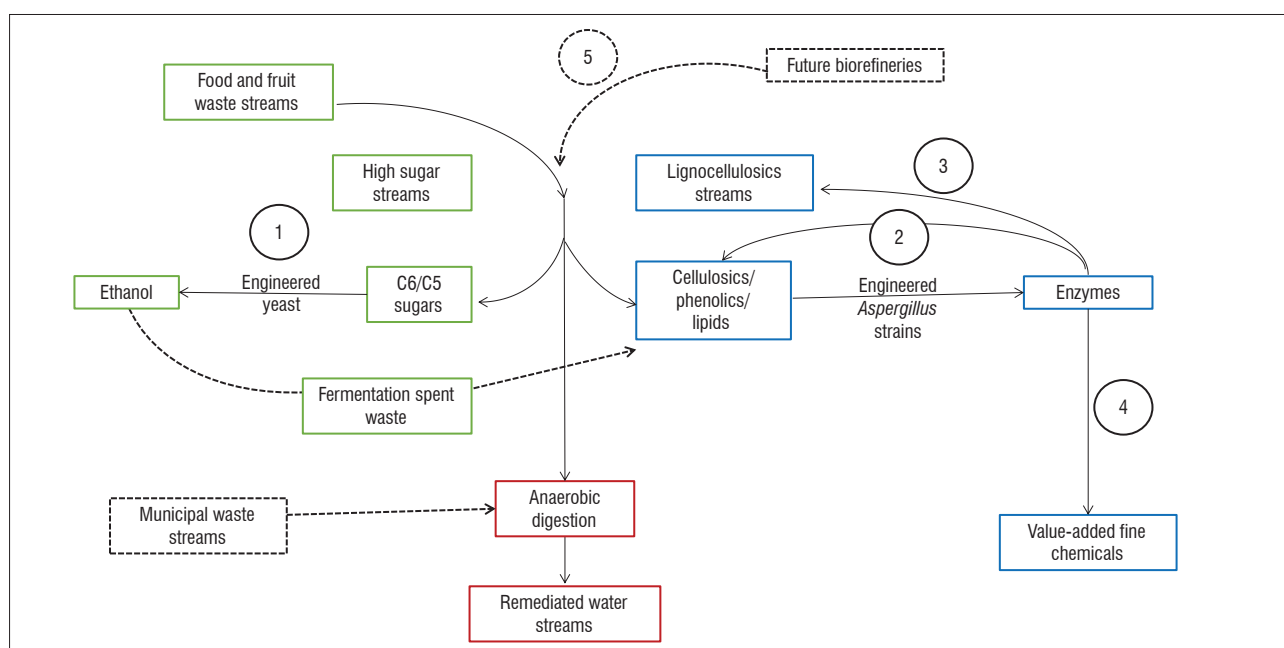 5
Future biorefineries
Food and fruit
waste streams
High sugar
streams
Lignocellulosics
streams
3
1
2
Ethanol
Engineered
yeast
C6/C5
sugars
Cellulosics/
phenolics/
lipids
Engineered
Aspergillus
strains
Enzymes
Fermentation spent
waste
4
Municipal waste
streams
Anaerobic
digestion
Value-added fine
chemicals
Remediated water
streams